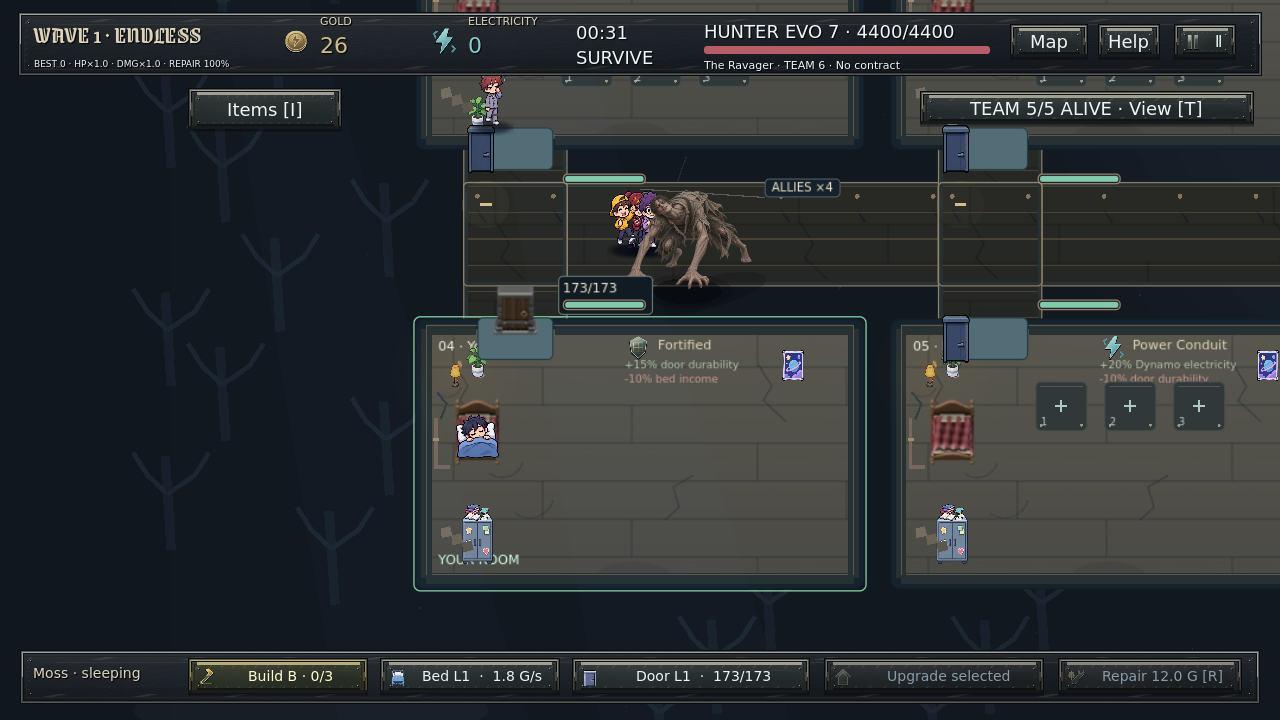 WAVE 1 · ENDLESS
BEST 0 · HP×1.0 · DMG×1.0 · REPAIR 100%
GOLD
26
ELECTRICITY
0
00:31
SURVIVE
HUNTER EVO 7 · 4400/4400
The Ravager · TEAM 6 · No contract
Map
Help
Items [I]
TEAM 5/5 ALIVE · View [T]
ALLIES ×4
173/173
04 ·
Fortified
+15% door durability
-10% bed income
05 ·
Power Conduit
+20% Dynamo electricity
-10% door durability
1
2
3
YOUR ROOM
Moss · sleeping
Build B · 0/3
Bed L1 · 1.8 G/s
Door L1 · 173/173
Upgrade selected
Repair 12.0 G [R]